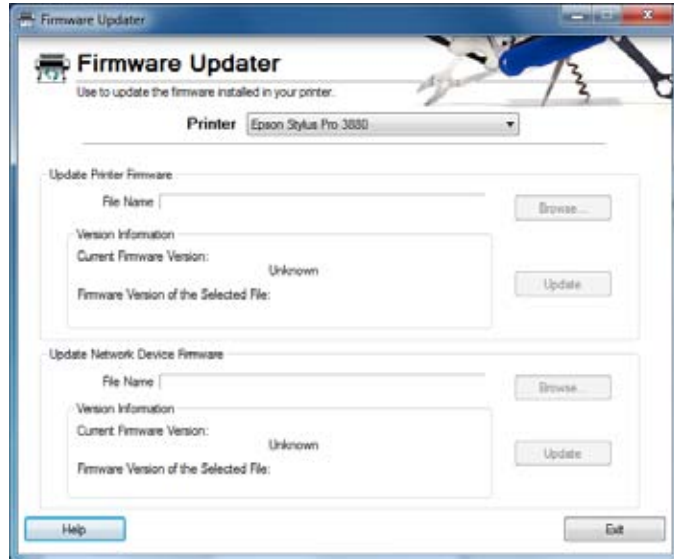 Firmware Updater
Firmware Updater
Use to update the firmware installed in your printer.
Printer Epson Stylus Pro 3880
Update Printer Firmware
File Name Browse...
Version Information
Current Firmware Version:
Unknown
Update
Firmware Version of the Selected File:
Update Network Device Firmware
File Name Browse...
Version Information
Current Firmware Version:
Unknown
Update
Firmware Version of the Selected File:
Help Exit